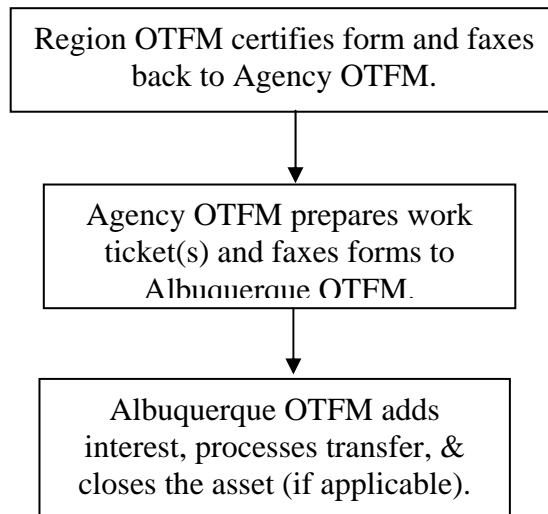 Region OTFM certifies form and faxes
back to Agency OTFM.
Agency OTFM prepares work
ticket(s) and faxes forms to
Albuquerque OTFM.
Albuquerque OTFM adds
interest, processes transfer, &
closes the asset (if applicable).